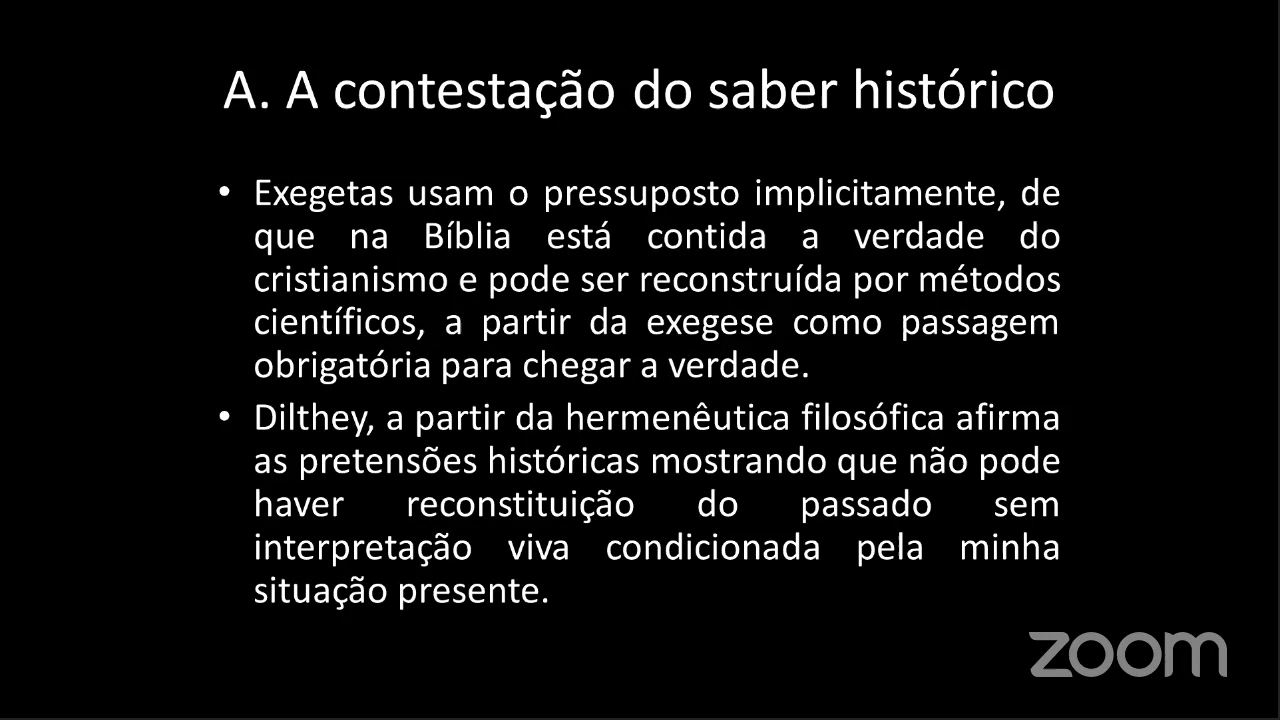 A. A contestação do saber histórico
• Exegetas usam o pressuposto implicitamente, de
que na Bíblia está contida a verdade do
cristianismo e pode ser reconstruída por métodos
científicos, a partir da exegese como passagem
obrigatória para chegar a verdade.
• Dilthey, a partir da hermenêutica filosófica afirma
as pretensões históricas mostrando que não pode
haver reconstituição do passado sem
interpretação viva condicionada pela minha
situação presente.
zoom